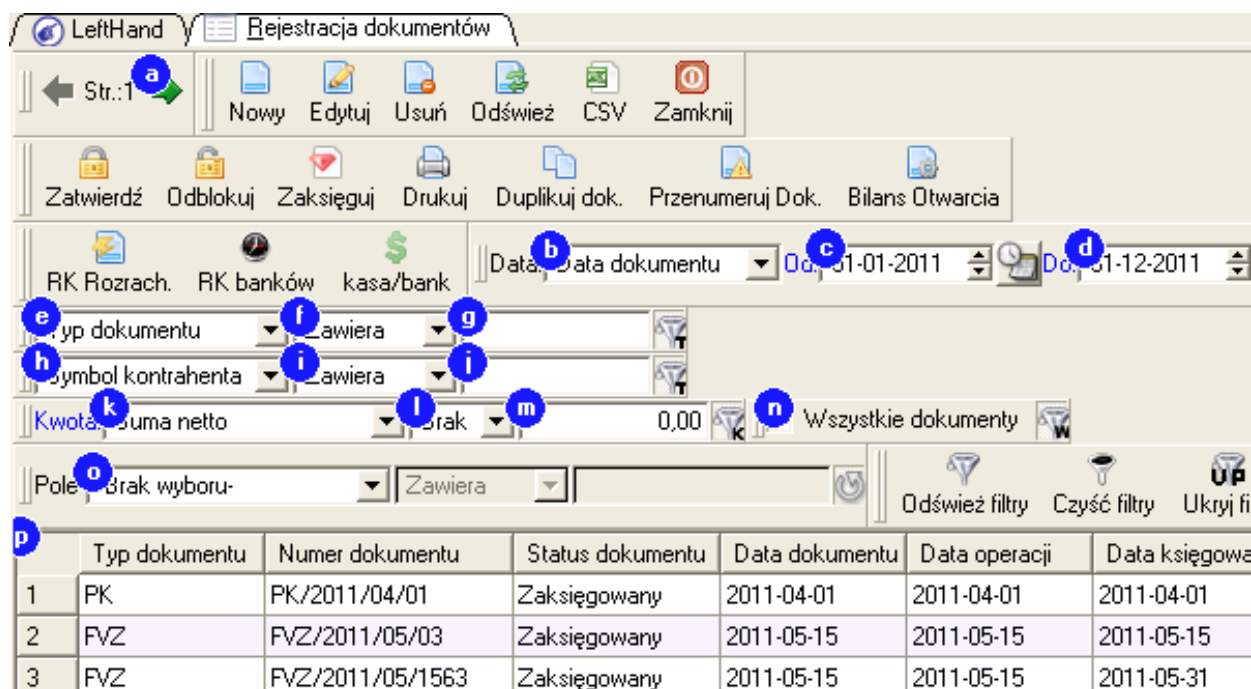 LeftHand Rejestracja dokumentów
Str.:1 a Nowy Edytuj Usuń Odśwież CSV Zamknij
Zatwierdź Odblokuj Zaksięguj Drukuj Duplikuj dok. Przenumeruj Dok. Bilans Otwarcia
RK Rozrach. RK banków kasa/bank Data b Data dokumentu Od: c 01-01-2011 Do: d 31-12-2011
e Typ dokumentu f Zawiera g T
h Symbol kontrahenta i Zawiera j T
Kwota: k Suma netto l Brak m 0,00 K n Wszystkie dokumenty W
Pole o -Brak wyboru- Zawiera Odśwież filtry Czyść filtry UP Ukryj fi
p Typ dokumentu Numer dokumentu Status dokumentu Data dokumentu Data operacji Data księgowa
1 PK PK/2011/04/01 Zaksięgowany 2011-04-01 2011-04-01 2011-04-01
2 FVZ FVZ/2011/05/03 Zaksięgowany 2011-05-15 2011-05-15 2011-05-15
3 FVZ FVZ/2011/05/1563 Zaksięgowany 2011-05-15 2011-05-15 2011-05-31